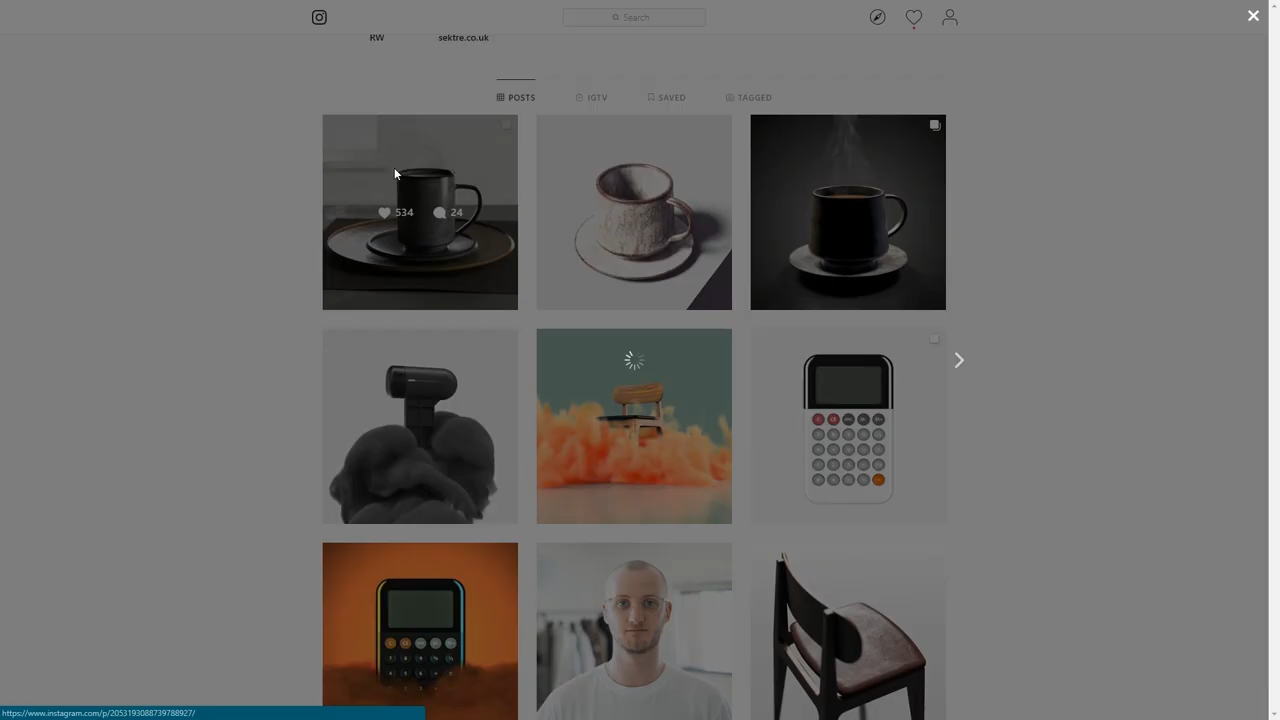 Search
RW sektre.co.uk
POSTS IGTV SAVED TAGGED
534 24
https://www.instagram.com/p/2053193088739788927/